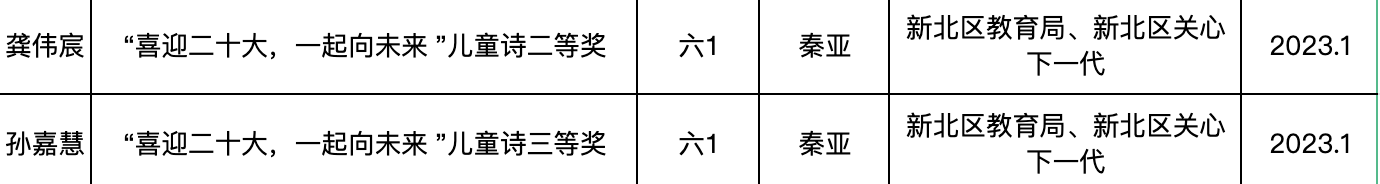 龚伟宸 “喜迎二十大，一起向未来 ”儿童诗二等奖 六1 秦亚 新北区教育局、新北区关心
下一代 2023.1
孙嘉慧 “喜迎二十大，一起向未来 ”儿童诗三等奖 六1 秦亚 新北区教育局、新北区关心
下一代 2023.1